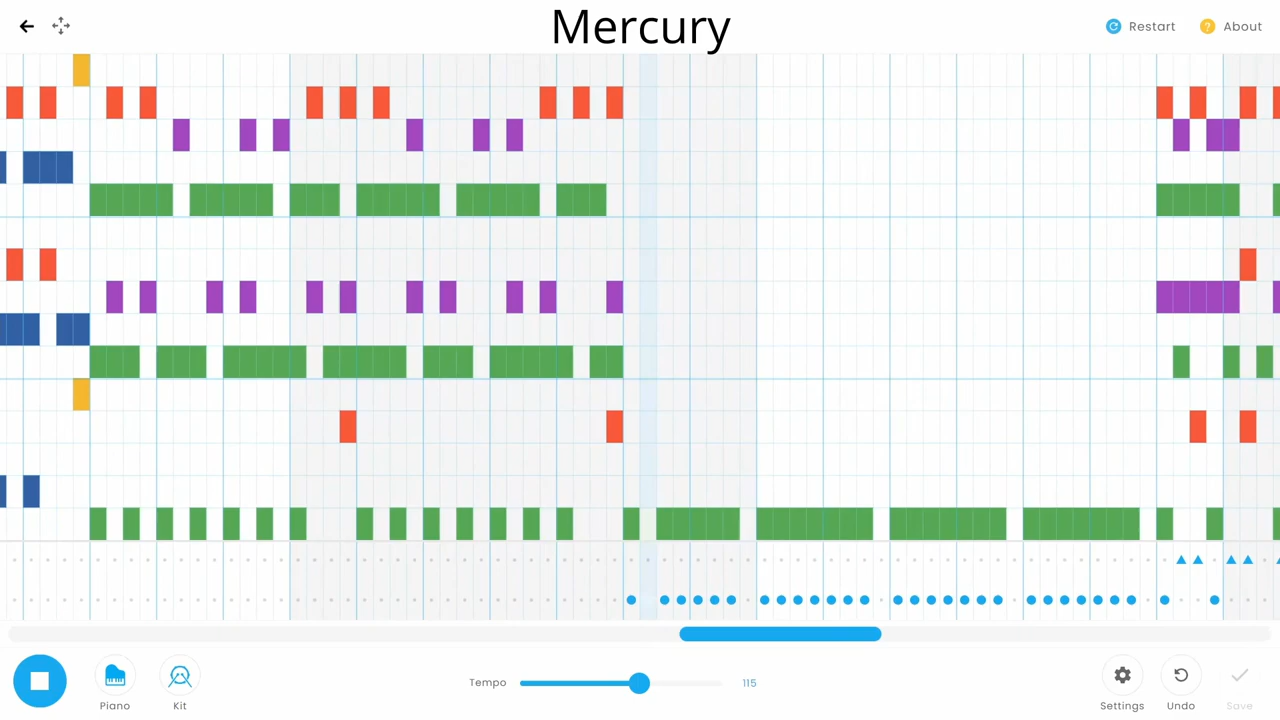 Mercury
Restart
? About
Tempo
115
Piano
Kit
Settings
Undo
Save